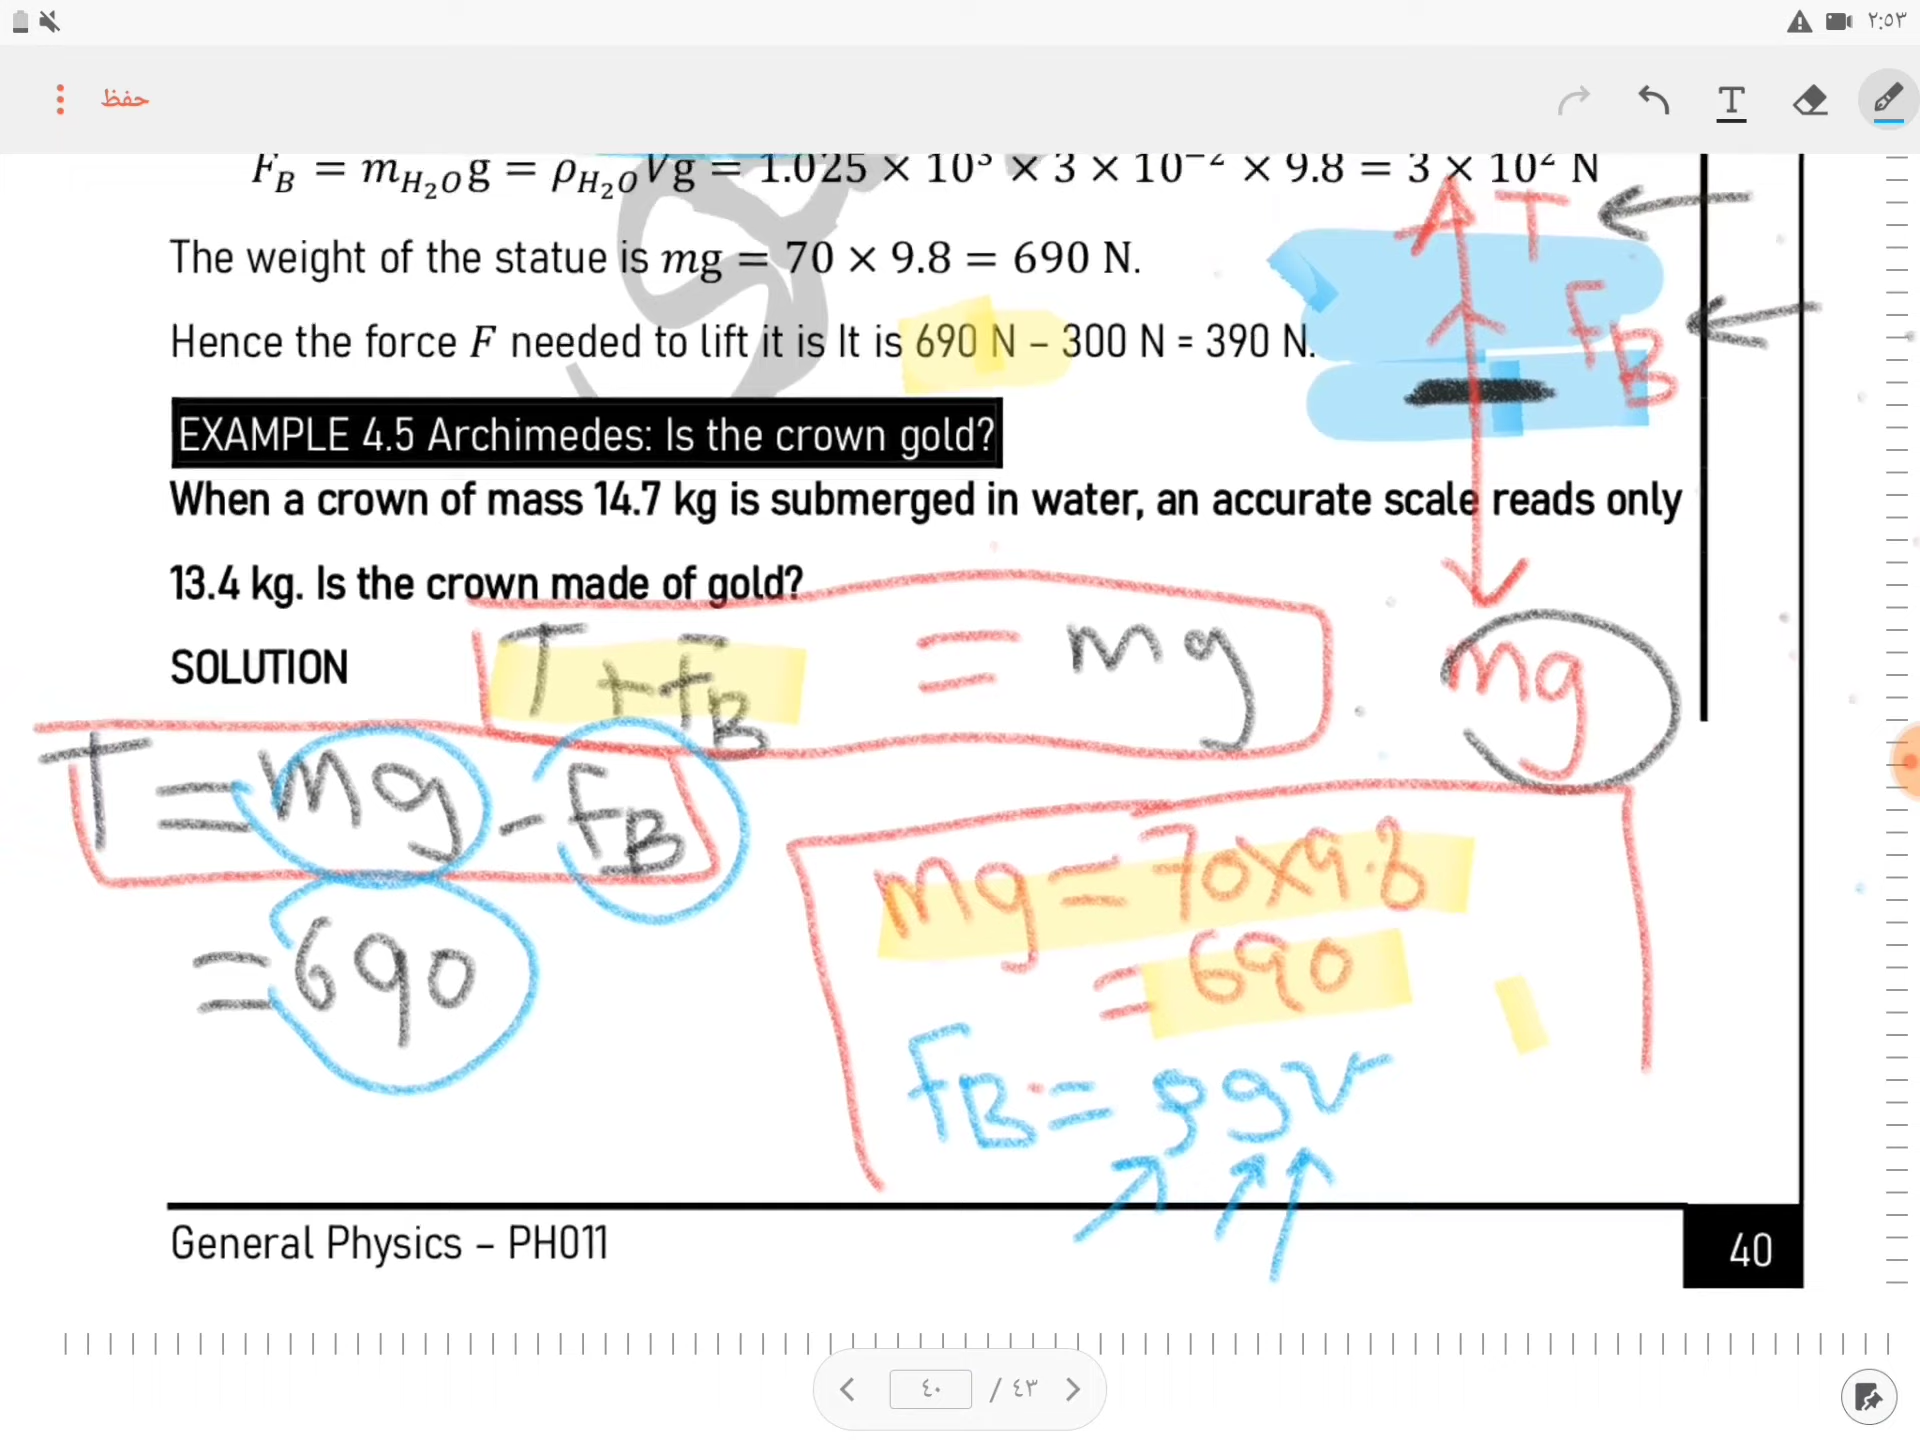 ٢:٥٣
حفظ
T
F_B = m_{H₂O}g = ρ_{H₂O}Vg = 1.025 × 10³ × 3 × 10⁻² × 9.8 = 3 × 10² N
T
The weight of the statue is mg = 70 × 9.8 = 690 N.
F_B
Hence the force F needed to lift it is It is 690 N – 300 N = 390 N.
EXAMPLE 4.5 Archimedes: Is the crown gold?
When a crown of mass 14.7 kg is submerged in water, an accurate scale reads only
13.4 kg. Is the crown made of gold?
SOLUTION
T + F_B = mg
mg
T = mg - F_B
= 690
mg = 70×9.8
= 690
F_B = ρgv
General Physics – PH011
40
٤٠ / ٤٣